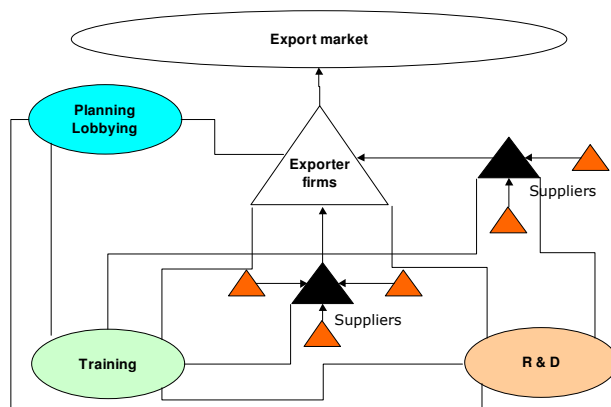 Export market
Planning
Lobbying
Exporter
firms
Suppliers
Suppliers
Training
R & D